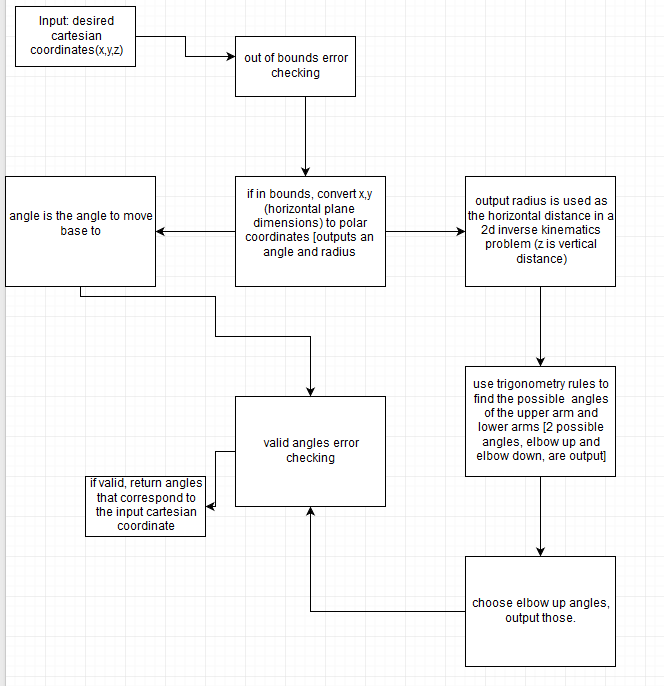 Input: desired
cartesian
coordinates(x,y,z)
out of bounds error
checking
angle is the angle to move
base to
if in bounds, convert x,y
(horizontal plane
dimensions) to polar
coordinates [outputs an
angle and radius
output radius is used as
the horizontal distance in a
2d inverse kinematics
problem (z is vertical
distance)
use trigonometry rules to
find the possible angles
of the upper arm and
lower arms [2 possible
angles, elbow up and
elbow down, are output]
valid angles error
checking
if valid, return angles
that correspond to
the input cartesian
coordinate
choose elbow up angles,
output those.